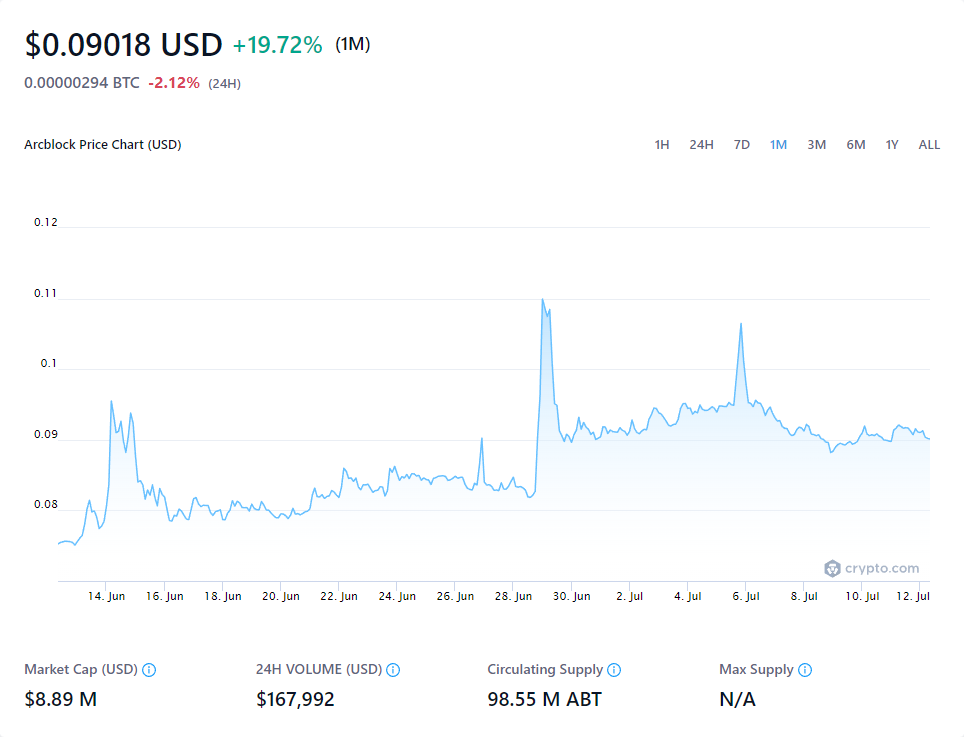 $0.09018 USD +19.72% (1M)
0.00000294 BTC -2.12% (24H)
Arcblock Price Chart (USD) 1H 24H 7D 1M 3M 6M 1Y ALL
0.12
0.11
0.1
0.09
0.08
crypto.com
14. Jun 16. Jun 18. Jun 20. Jun 22. Jun 24. Jun 26. Jun 28. Jun 30. Jun 2. Jul 4. Jul 6. Jul 8. Jul 10. Jul 12. Jul
Market Cap (USD) 24H VOLUME (USD) Circulating Supply Max Supply
$8.89 M $167,992 98.55 M ABT N/A